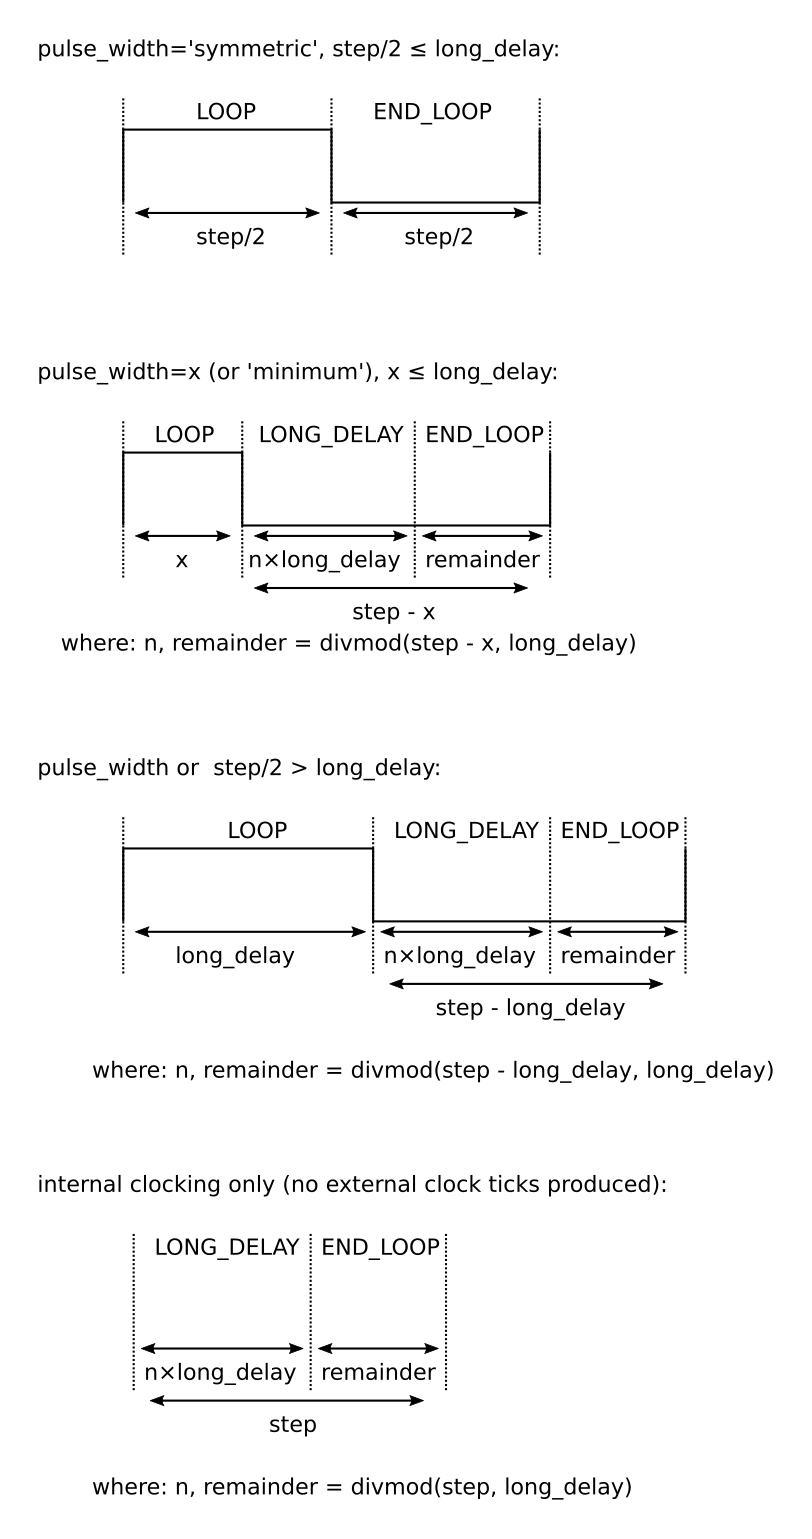 pulse_width='symmetric', step/2 ≤ long_delay:
LOOP END_LOOP
step/2 step/2
pulse_width=x (or 'minimum'), x ≤ long_delay:
LOOP LONG_DELAY END_LOOP
x n×long_delay remainder
step - x
where: n, remainder = divmod(step - x, long_delay)
pulse_width or  step/2 > long_delay:
LOOP LONG_DELAY END_LOOP
long_delay n×long_delay remainder
step - long_delay
where: n, remainder = divmod(step - long_delay, long_delay)
internal clocking only (no external clock ticks produced):
LONG_DELAY END_LOOP
n×long_delay remainder
step
where: n, remainder = divmod(step, long_delay)